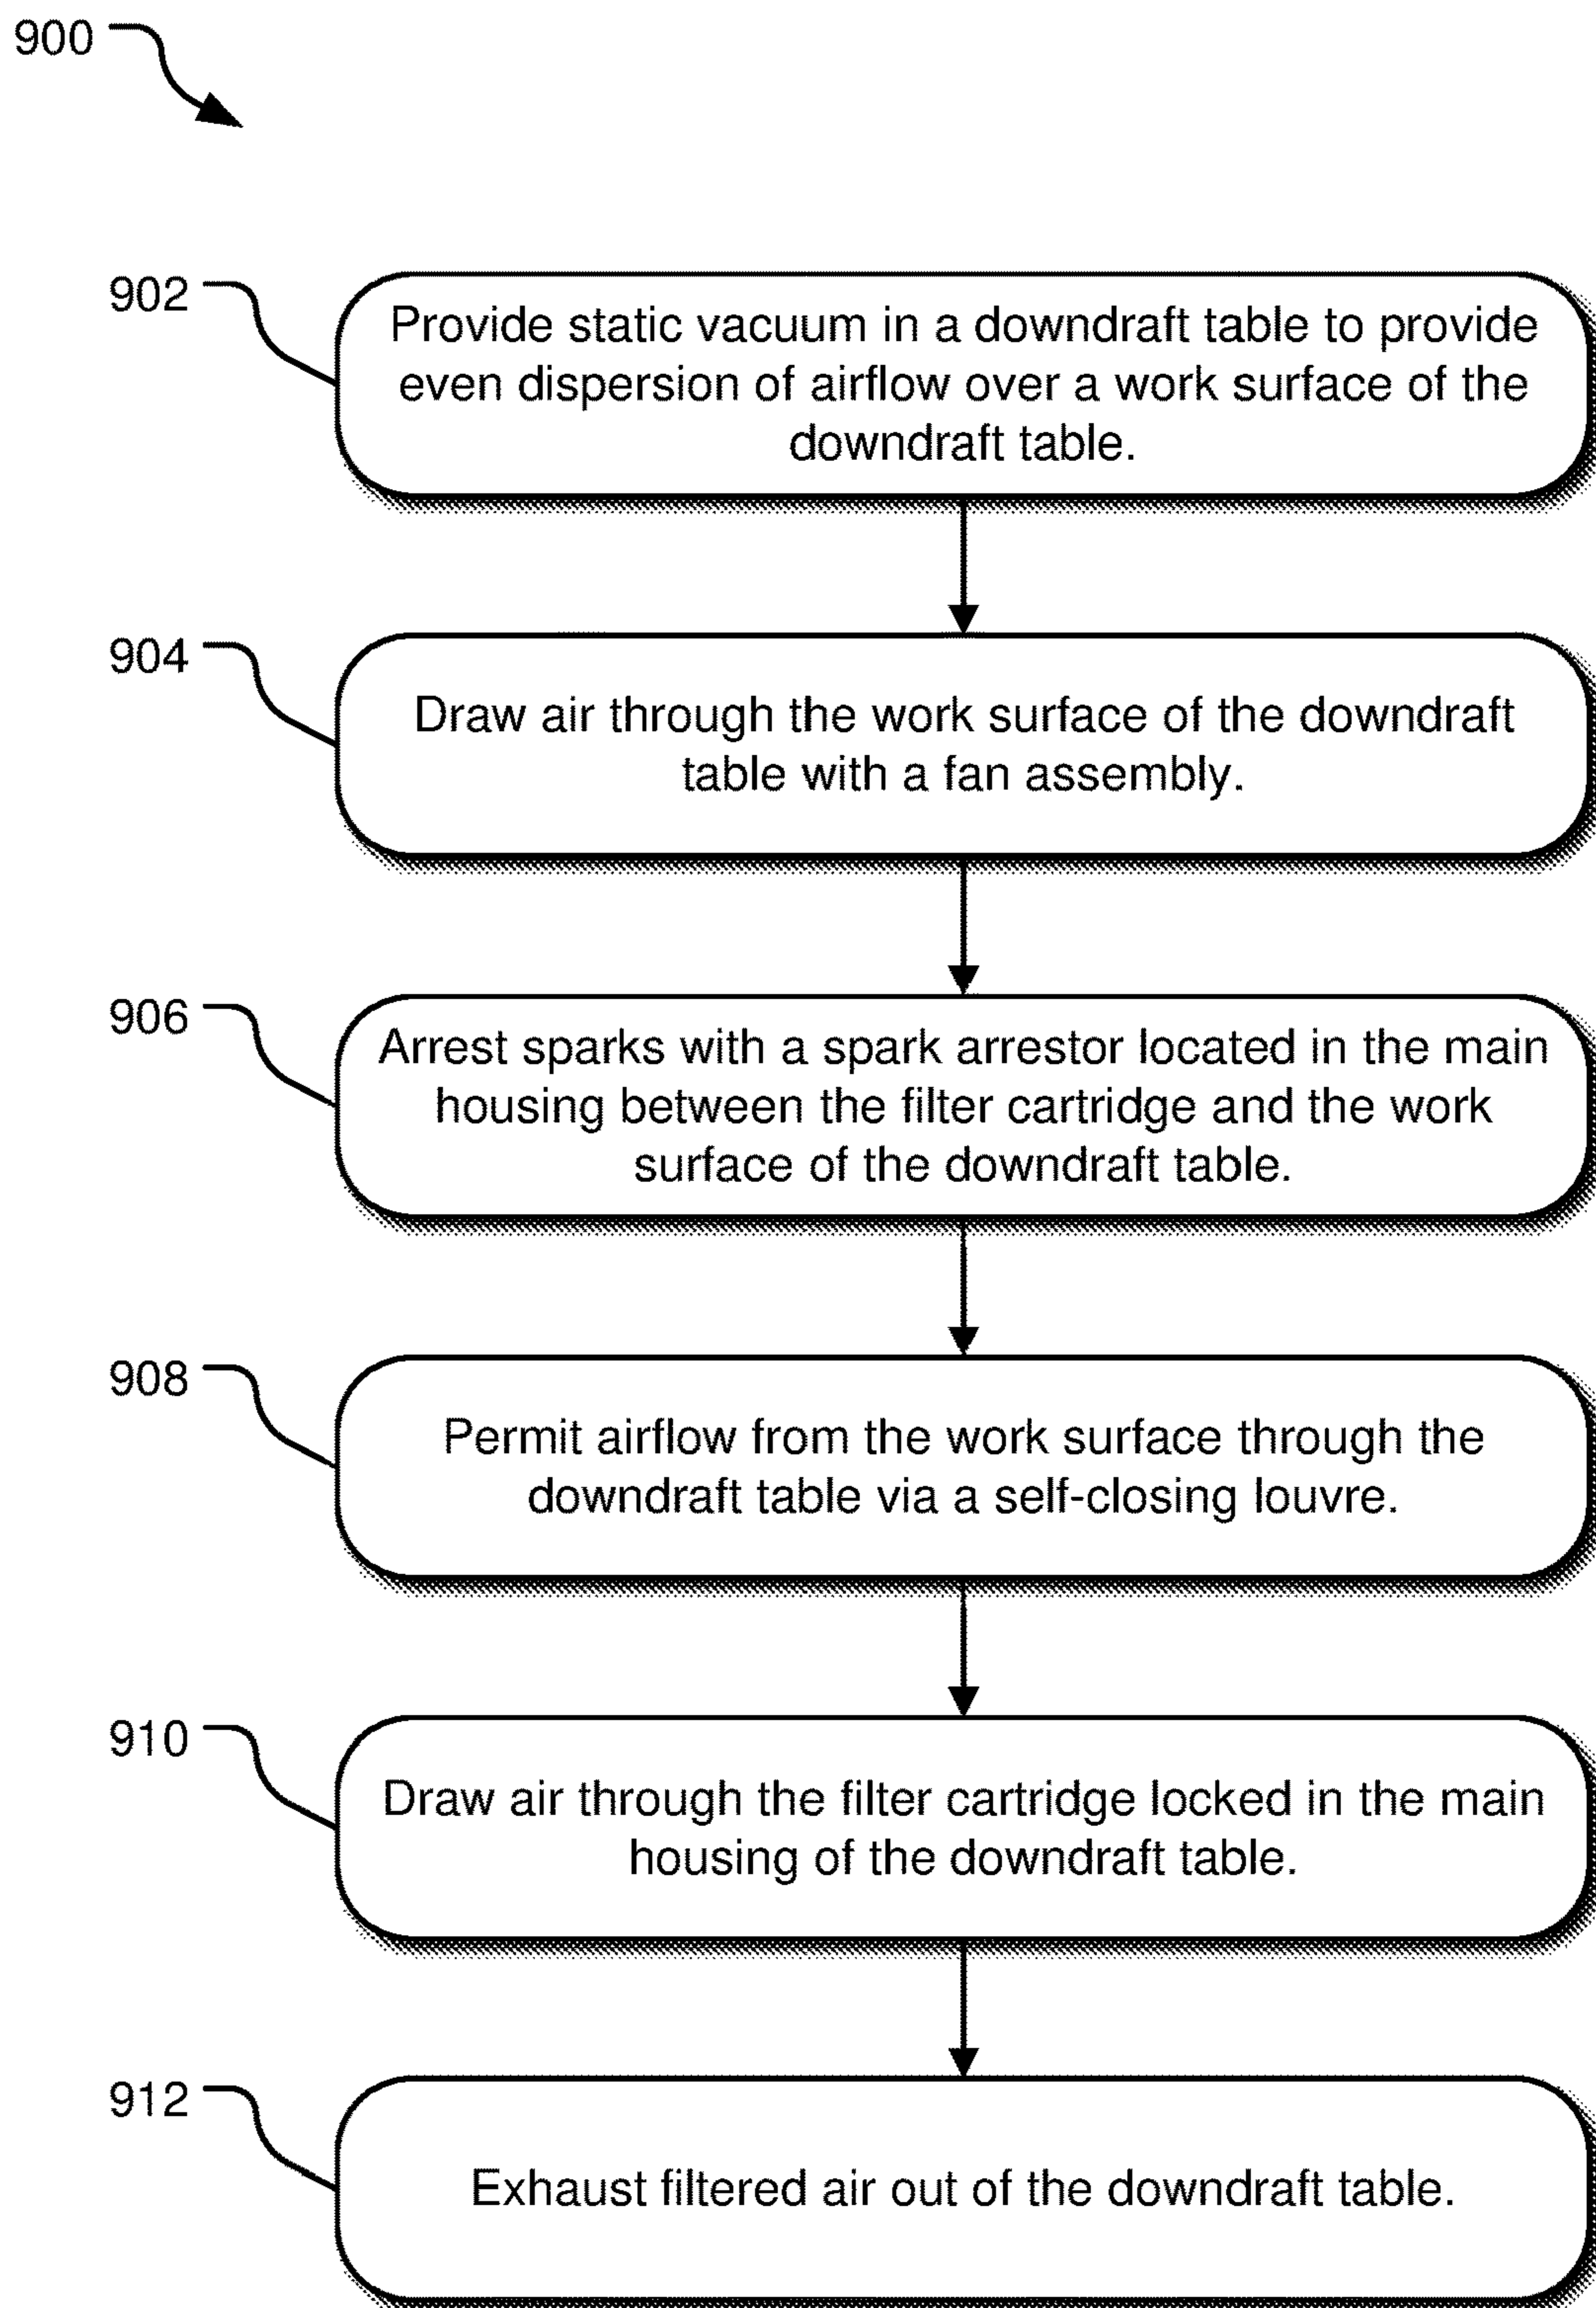 900
902
Provide static vacuum in a downdraft table to provide
even dispersion of airflow over a work surface of the
downdraft table.
904
Draw air through the work surface of the downdraft
table with a fan assembly.
906
Arrest sparks with a spark arrestor located in the main
housing between the filter cartridge and the work
surface of the downdraft table.
908
Permit airflow from the work surface through the
downdraft table via a self-closing louvre.
910
Draw air through the filter cartridge locked in the main
housing of the downdraft table.
912
Exhaust filtered air out of the downdraft table.